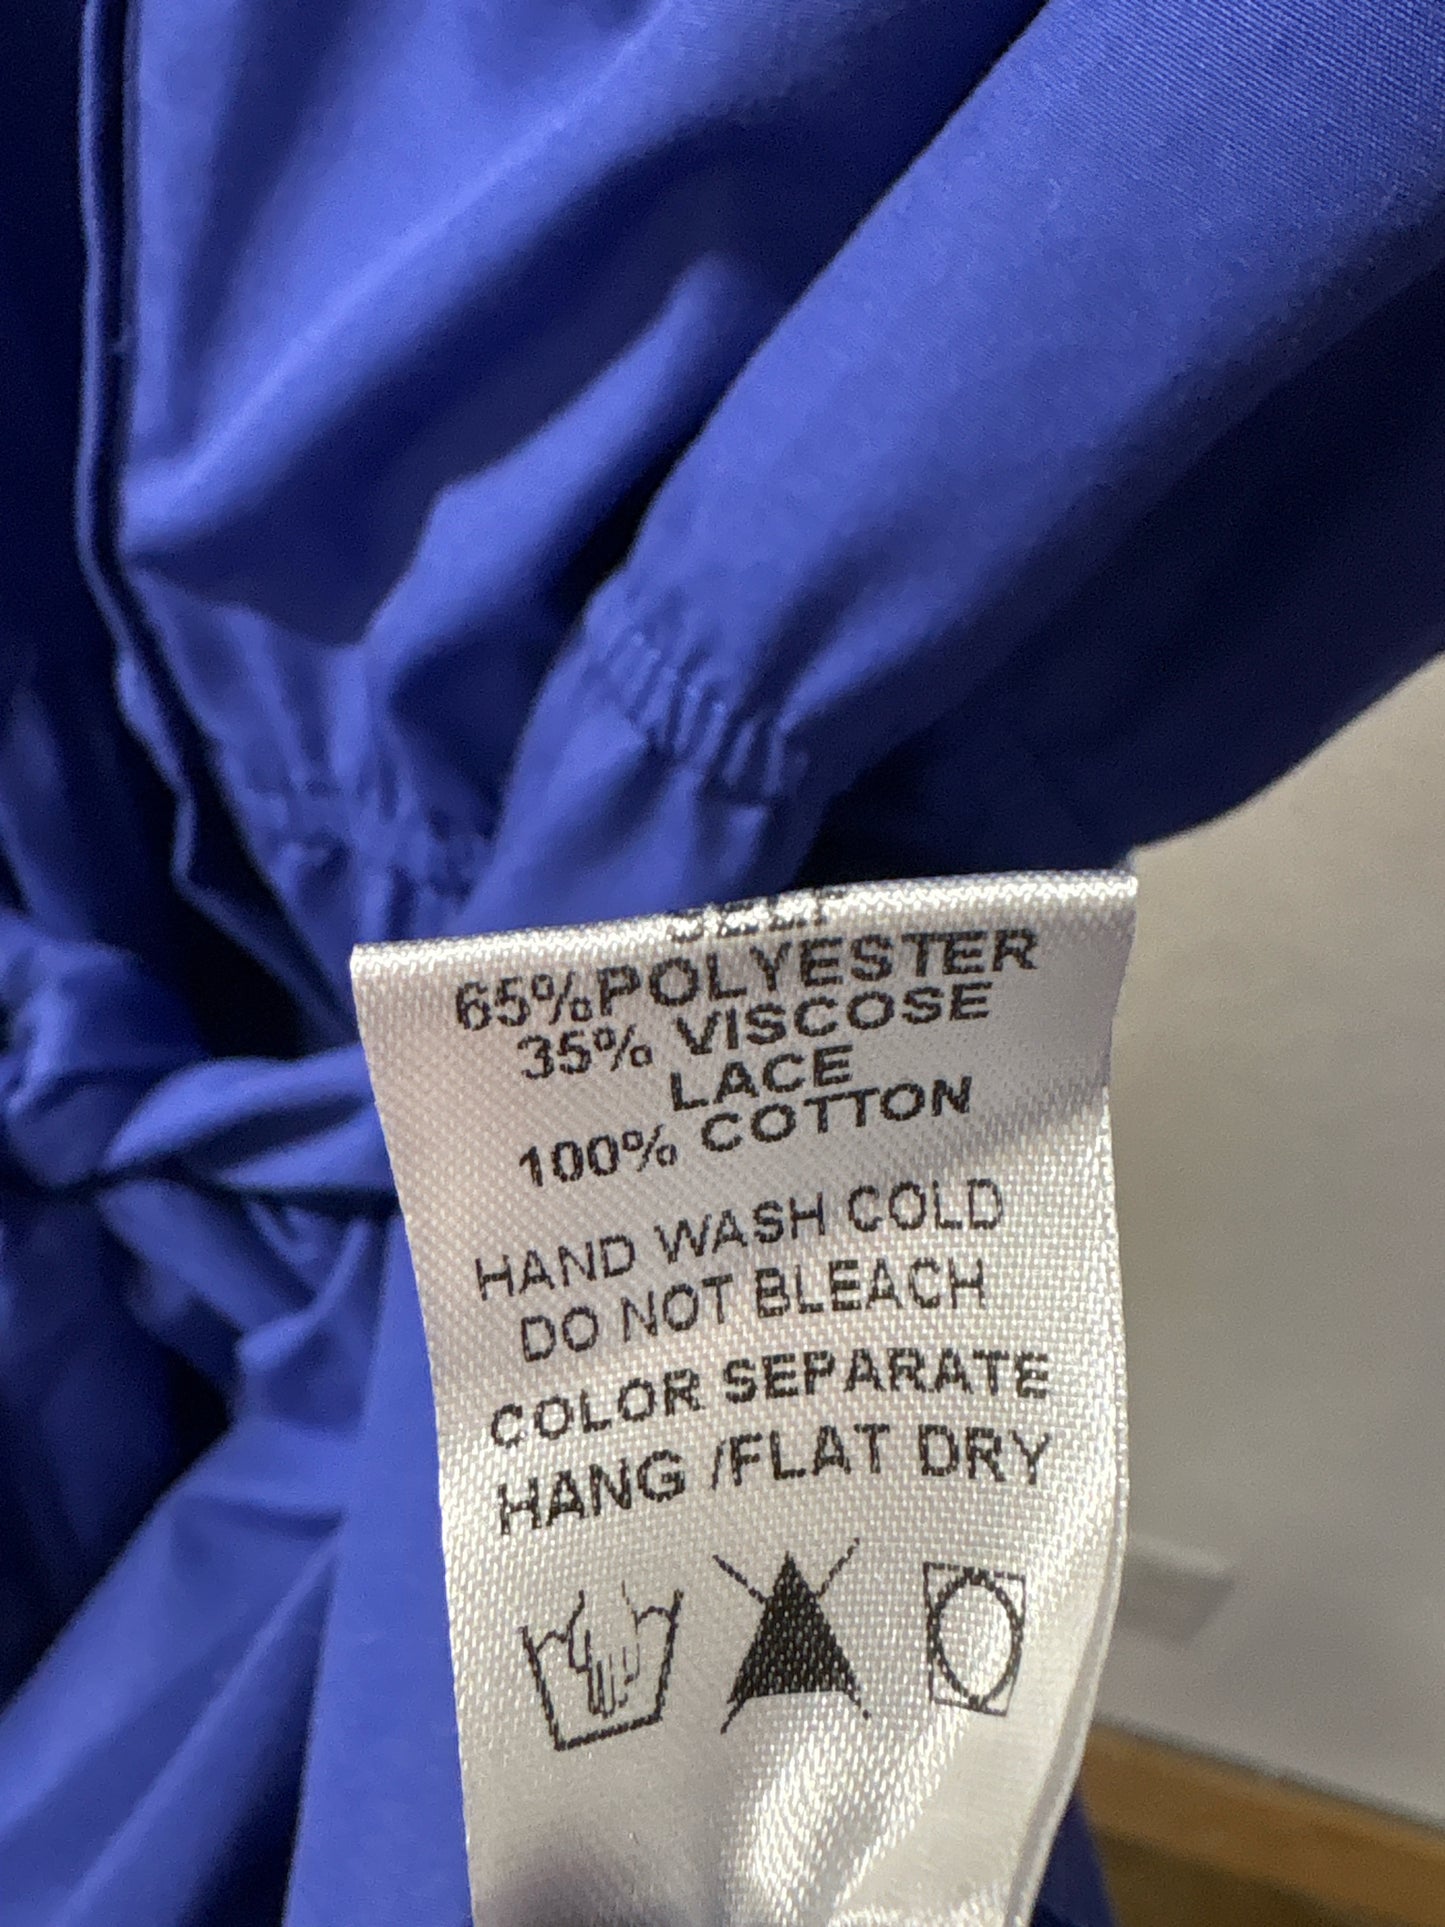 65%POLYESTER
35% VISCOSE
LACE
100% COTTON
HAND WASH COLD
DO NOT BLEACH
COLOR SEPARATE
HANG /FLAT DRY